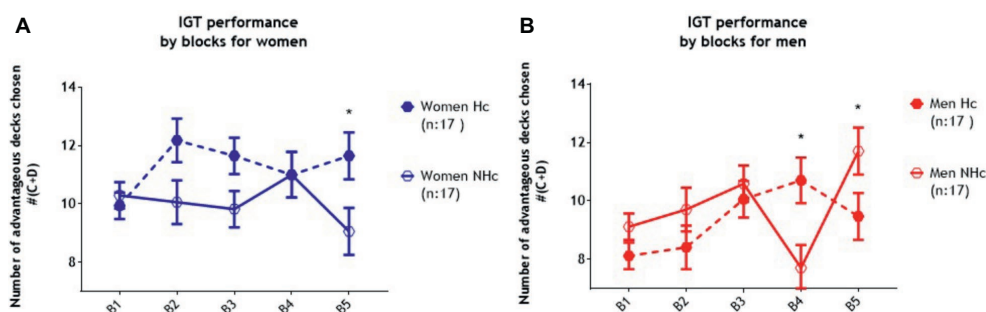 A
IGT performance
by blocks for women
Number of advantageous decks chosen
#(C+D)
14
12
10
8
B1
B2
B3
B4
B5
*
Women Hc
(n:17 )
Women NHc
(n:17)
B
IGT performance
by blocks for men
Number of advantageous decks chosen
#(C+D)
14
12
10
8
B1
B2
B3
B4
B5
*
*
Men Hc
(n:17 )
Men NHc
(n:17)